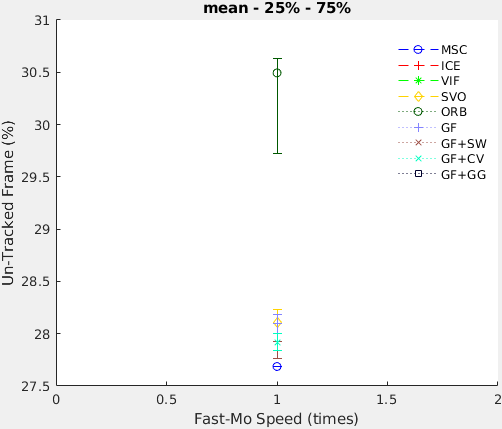 mean - 25% - 75%
31
30.5
30
29.5
29
28.5
28
27.5
0
0.5
1
1.5
2
Un-Tracked Frame (%)
Fast-Mo Speed (times)
MSC
ICE
VIF
SVO
ORB
GF
GF+SW
GF+CV
GF+GG